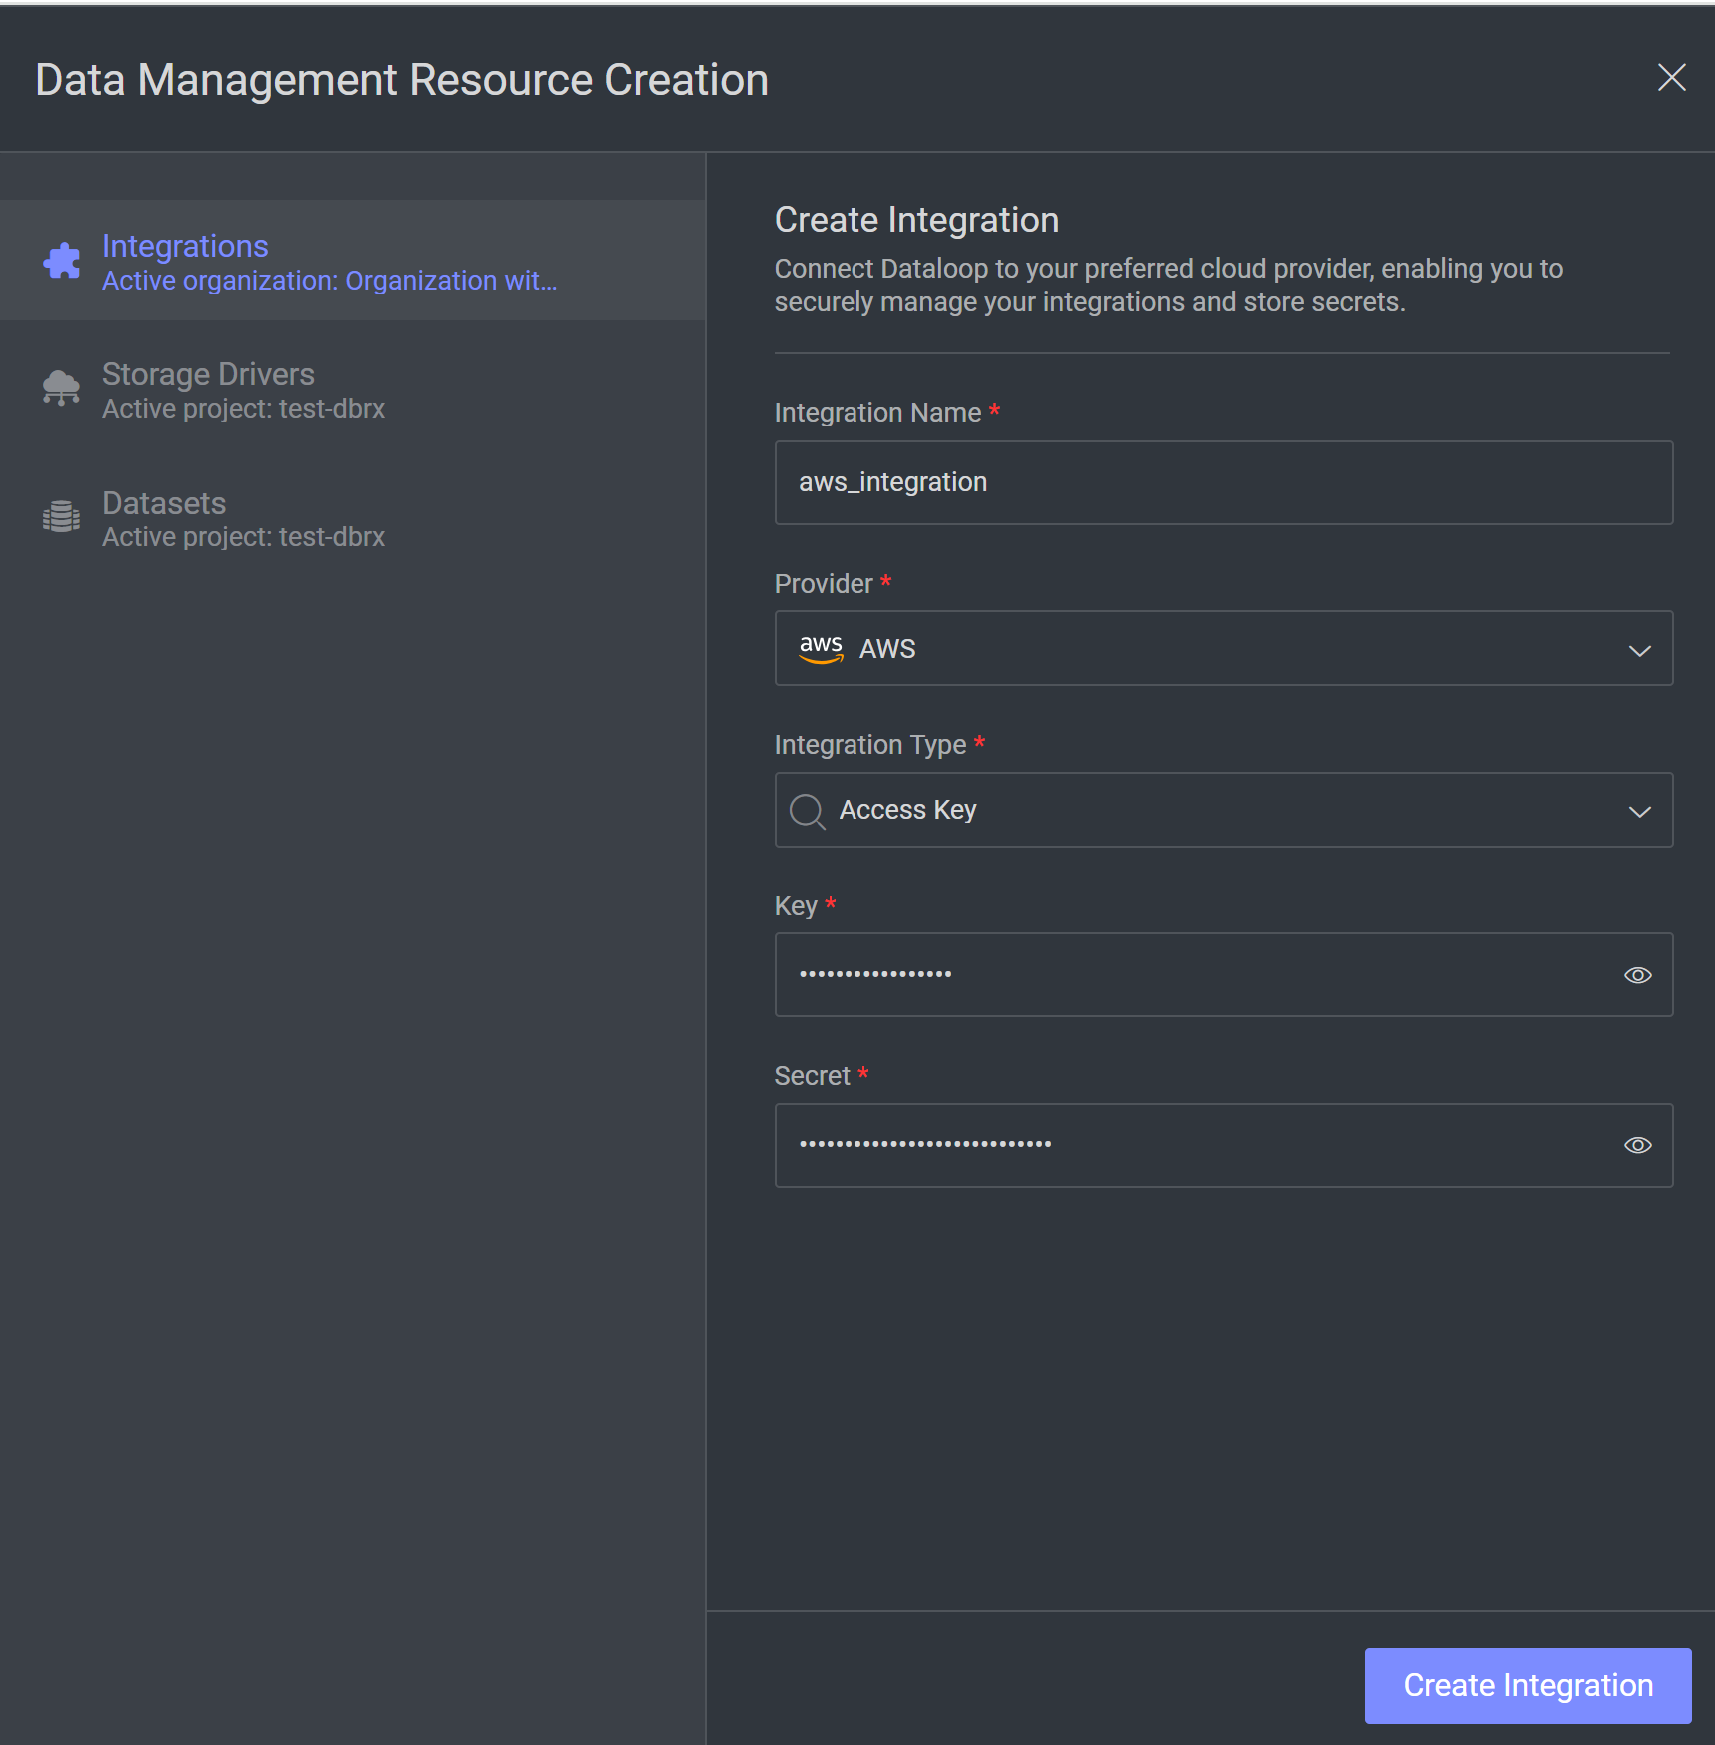 Data Management Resource Creation
Integrations
Active organization: Organization wit...
Storage Drivers
Active project: test-dbrx
Datasets
Active project: test-dbrx
Create Integration
Connect Dataloop to your preferred cloud provider, enabling you to
securely manage your integrations and store secrets.
Integration Name *
aws_integration
Provider *
aws AWS
Integration Type *
Access Key
Key *
•••••••••••••••••
Secret *
••••••••••••••••••••••••••••
Create Integration